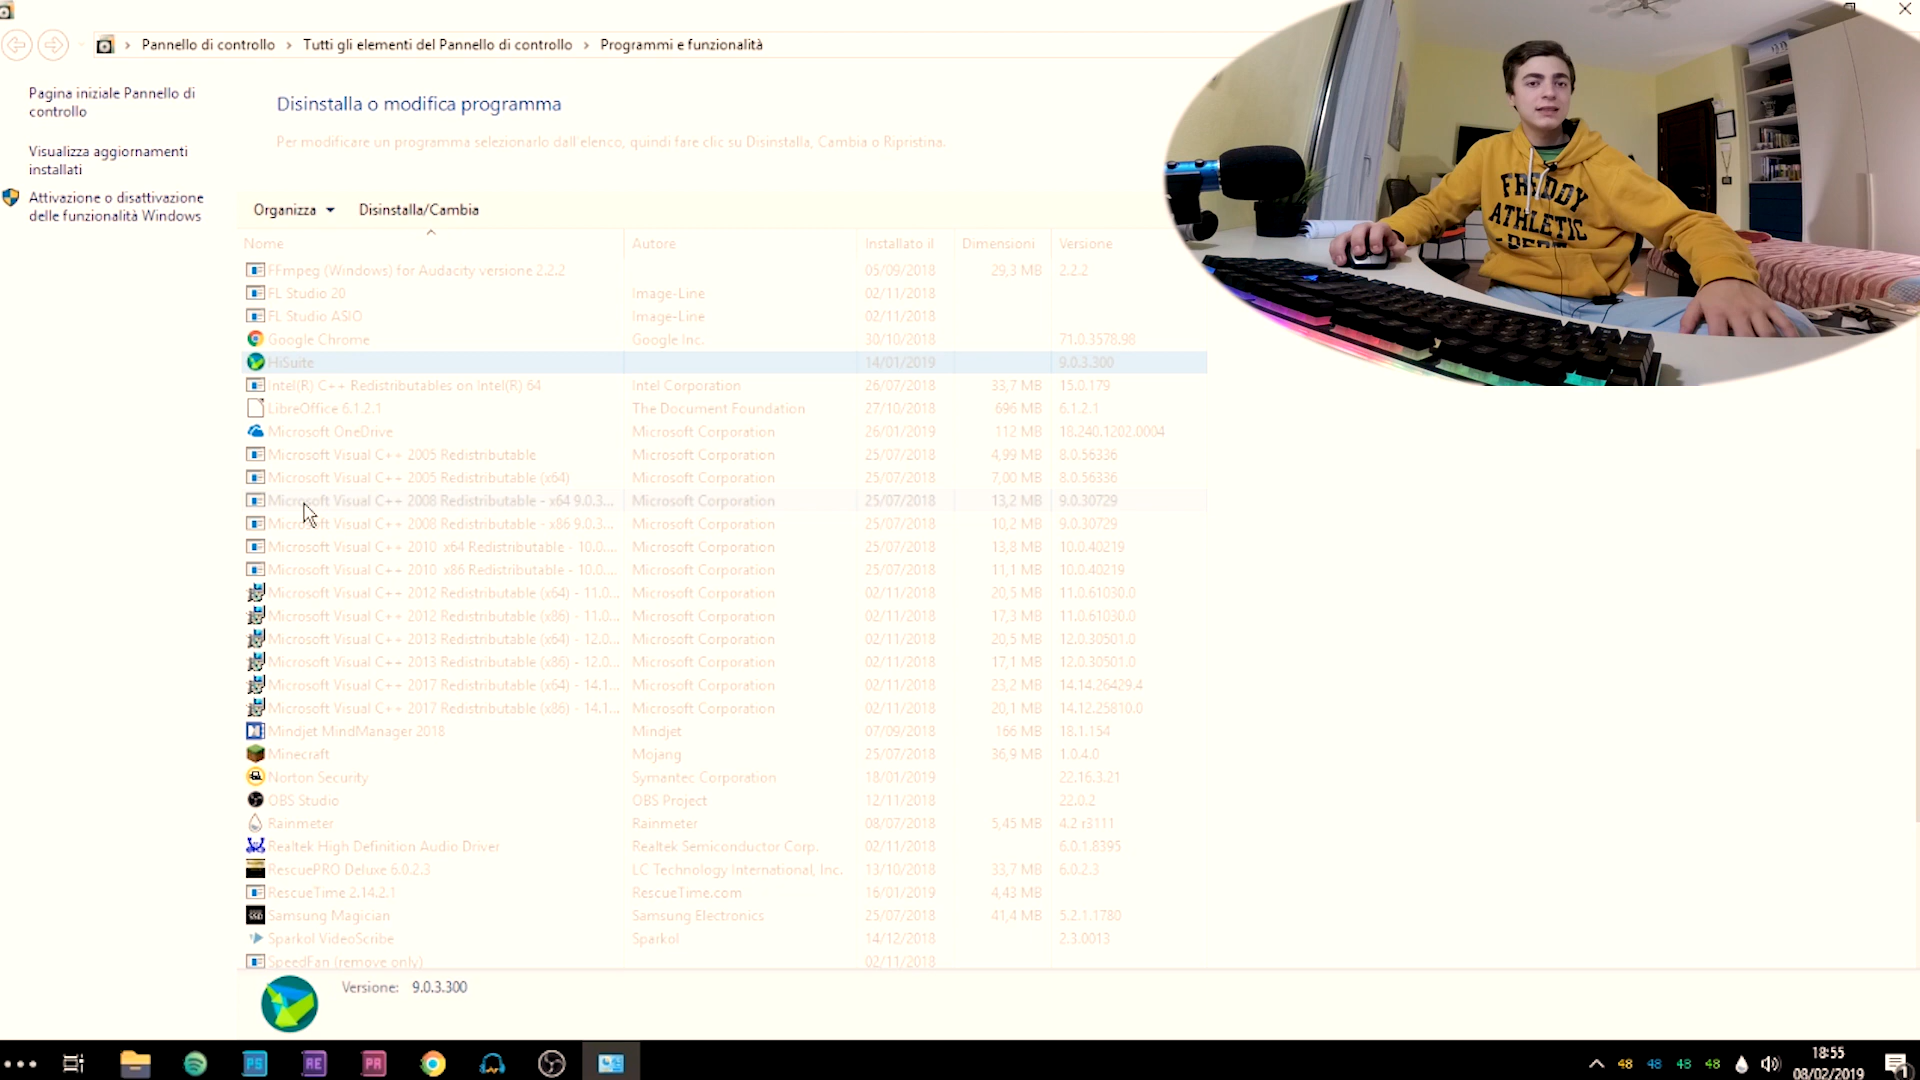 Pannello di controllo › Tutti gli elementi del Pannello di controllo › Programmi e funzionalità
Pagina iniziale Pannello di
controllo
Visualizza aggiornamenti
installati
Attivazione o disattivazione
delle funzionalità Windows
Disinstalla o modifica programma
Per modificare un programma selezionarlo dall'elenco, quindi fare clic su Disinstalla, Cambia o Ripristina.
Organizza Disinstalla/Cambia
Nome Autore Installato il Dimensioni Versione
FFmpeg (Windows) for Audacity versione 2.2.2 05/09/2018 29,3 MB 2.2.2
FL Studio 20 Image-Line 02/11/2018
FL Studio ASIO Image-Line 02/11/2018
Google Chrome Google Inc. 30/10/2018 71.0.3578.98
HiSuite 14/01/2019 9.0.3.300
Intel(R) C++ Redistributables on Intel(R) 64 Intel Corporation 26/07/2018 33,7 MB 15.0.179
LibreOffice 6.1.2.1 The Document Foundation 27/10/2018 696 MB 6.1.2.1
Microsoft OneDrive Microsoft Corporation 26/01/2019 112 MB 18.240.1202.0004
Microsoft Visual C++ 2005 Redistributable Microsoft Corporation 25/07/2018 4,99 MB 8.0.56336
Microsoft Visual C++ 2005 Redistributable (x64) Microsoft Corporation 25/07/2018 7,00 MB 8.0.56336
Microsoft Visual C++ 2008 Redistributable - x64 9.0.3... Microsoft Corporation 25/07/2018 13,2 MB 9.0.30729
Microsoft Visual C++ 2008 Redistributable - x86 9.0.3... Microsoft Corporation 25/07/2018 10,2 MB 9.0.30729
Microsoft Visual C++ 2010 x64 Redistributable - 10.0.... Microsoft Corporation 25/07/2018 13,8 MB 10.0.40219
Microsoft Visual C++ 2010 x86 Redistributable - 10.0.... Microsoft Corporation 25/07/2018 11,1 MB 10.0.40219
Microsoft Visual C++ 2012 Redistributable (x64) - 11.0... Microsoft Corporation 02/11/2018 20,5 MB 11.0.61030.0
Microsoft Visual C++ 2012 Redistributable (x86) - 11.0... Microsoft Corporation 02/11/2018 17,3 MB 11.0.61030.0
Microsoft Visual C++ 2013 Redistributable (x64) - 12.0... Microsoft Corporation 02/11/2018 20,5 MB 12.0.30501.0
Microsoft Visual C++ 2013 Redistributable (x86) - 12.0... Microsoft Corporation 02/11/2018 17,1 MB 12.0.30501.0
Microsoft Visual C++ 2017 Redistributable (x64) - 14.1... Microsoft Corporation 02/11/2018 23,2 MB 14.14.26429.4
Microsoft Visual C++ 2017 Redistributable (x86) - 14.1... Microsoft Corporation 02/11/2018 20,1 MB 14.12.25810.0
Mindjet MindManager 2018 Mindjet 07/09/2018 166 MB 18.1.154
Minecraft Mojang 25/07/2018 36,9 MB 1.0.4.0
Norton Security Symantec Corporation 18/01/2019 22.16.3.21
OBS Studio OBS Project 12/11/2018 22.0.2
Rainmeter Rainmeter 08/07/2018 5,45 MB 4.2 r3111
Realtek High Definition Audio Driver Realtek Semiconductor Corp. 02/11/2018 6.0.1.8395
RescuePRO Deluxe 6.0.2.3 LC Technology International, Inc. 13/10/2018 33,7 MB 6.0.2.3
RescueTime 2.14.2.1 RescueTime.com 16/01/2019 4,43 MB
Samsung Magician Samsung Electronics 25/07/2018 41,4 MB 5.2.1.1780
Sparkol VideoScribe Sparkol 14/12/2018 2.3.0013
SpeedFan (remove only) 02/11/2018
Versione: 9.0.3.300
FREDDY
ATHLETIC
DEPT
PS AE PR
48 48 48 48
18:55
08/02/2019
1